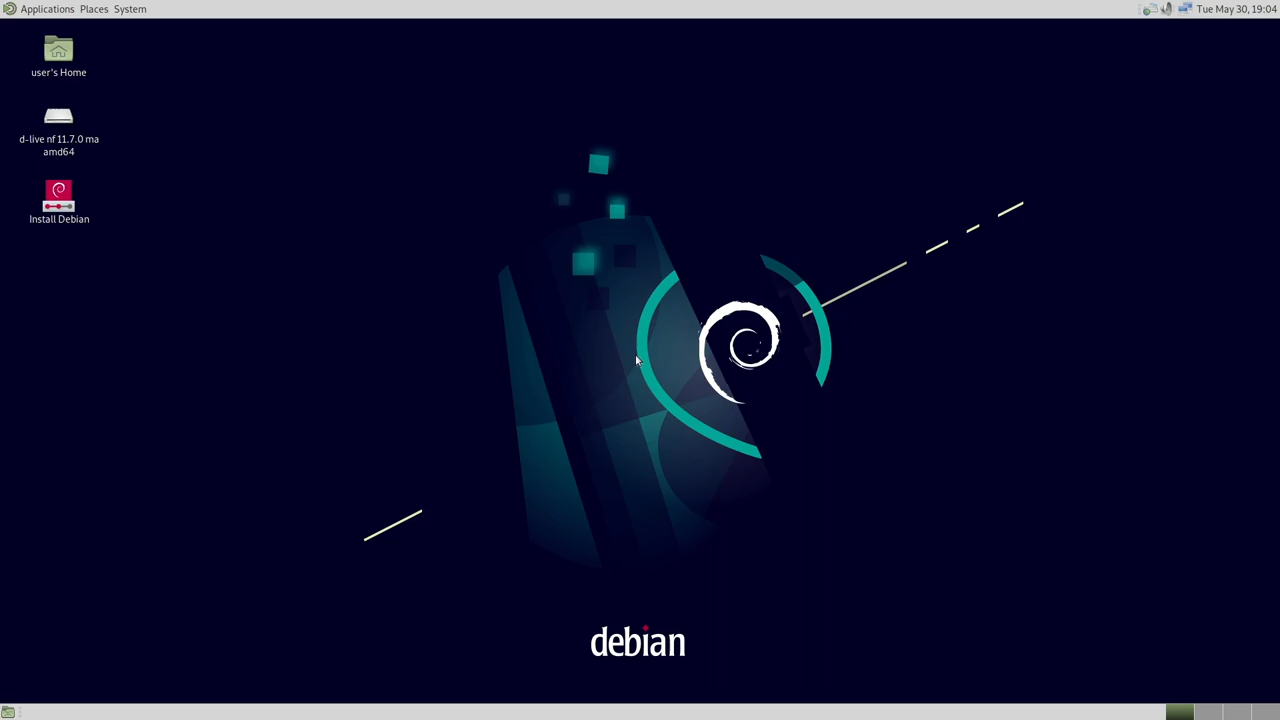 Applications Places System
Tue May 30, 19:04
user's Home
d-live nf 11.7.0 ma
amd64
Install Debian
debian